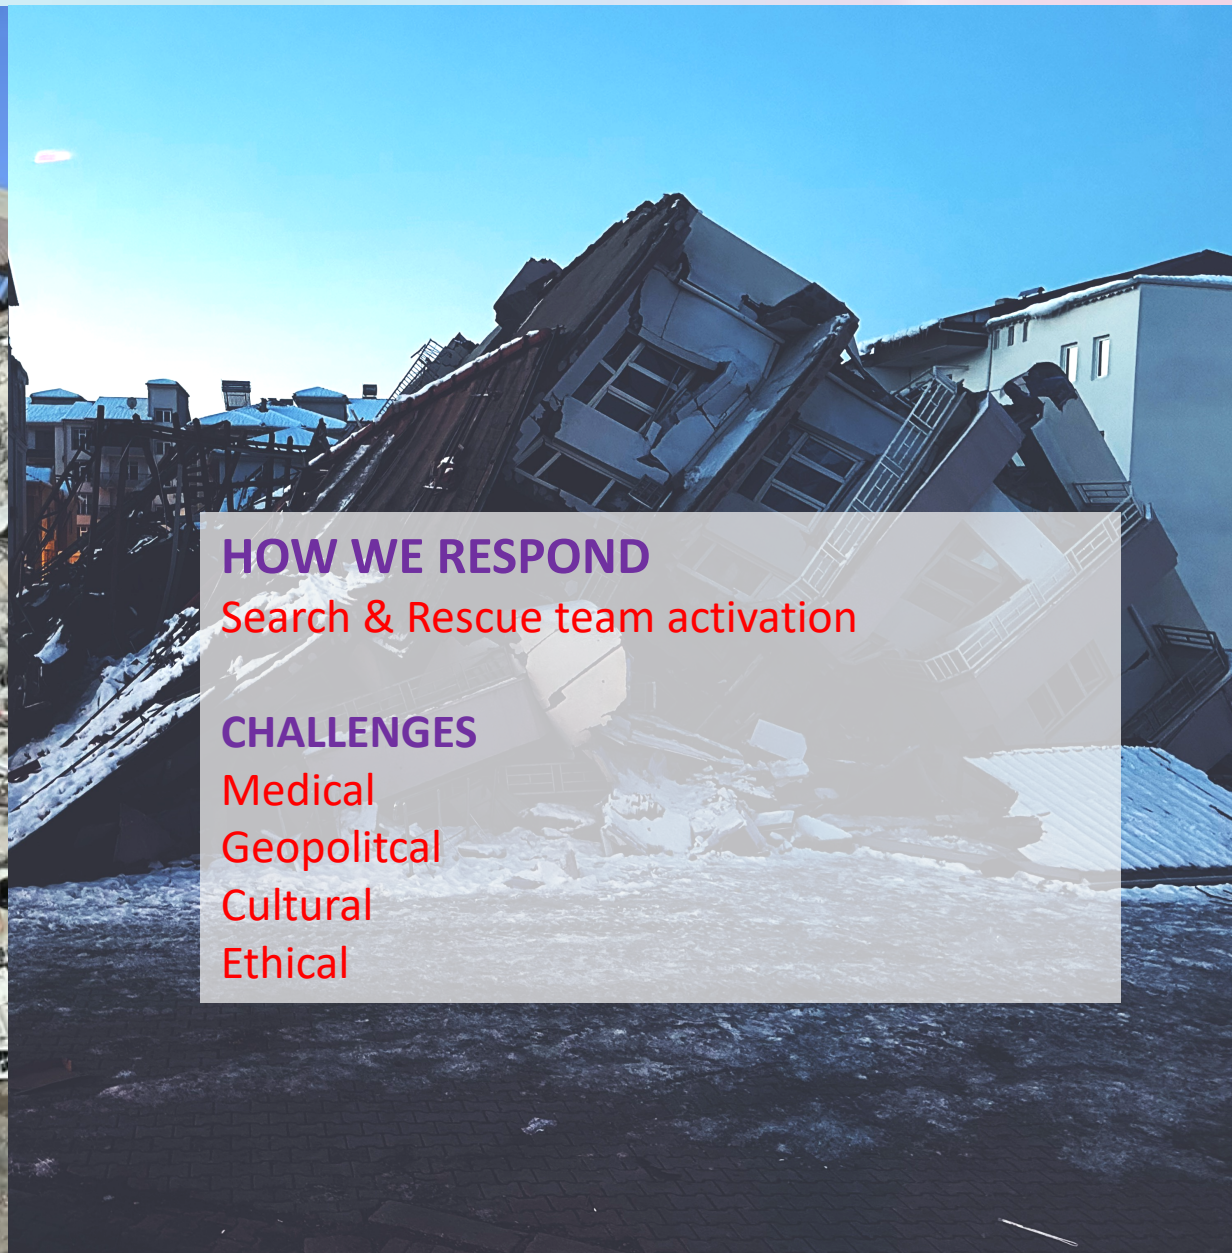 HOW WE RESPOND
Search & Rescue team activation
CHALLENGES
Medical
Geopolitcal
Cultural
Ethical